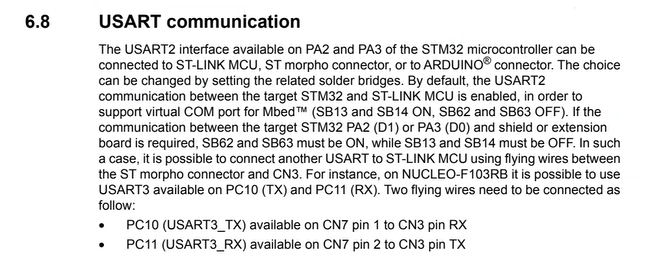 6.8 USART communication
The USART2 interface available on PA2 and PA3 of the STM32 microcontroller can be
connected to ST-LINK MCU, ST morpho connector, or to ARDUINO® connector. The choice
can be changed by setting the related solder bridges. By default, the USART2
communication between the target STM32 and ST-LINK MCU is enabled, in order to
support virtual COM port for Mbed™ (SB13 and SB14 ON, SB62 and SB63 OFF). If the
communication between the target STM32 PA2 (D1) or PA3 (D0) and shield or extension
board is required, SB62 and SB63 must be ON, while SB13 and SB14 must be OFF. In such
a case, it is possible to connect another USART to ST-LINK MCU using flying wires between
the ST morpho connector and CN3. For instance, on NUCLEO-F103RB it is possible to use
USART3 available on PC10 (TX) and PC11 (RX). Two flying wires need to be connected as
follow:
• PC10 (USART3_TX) available on CN7 pin 1 to CN3 pin RX
• PC11 (USART3_RX) available on CN7 pin 2 to CN3 pin TX